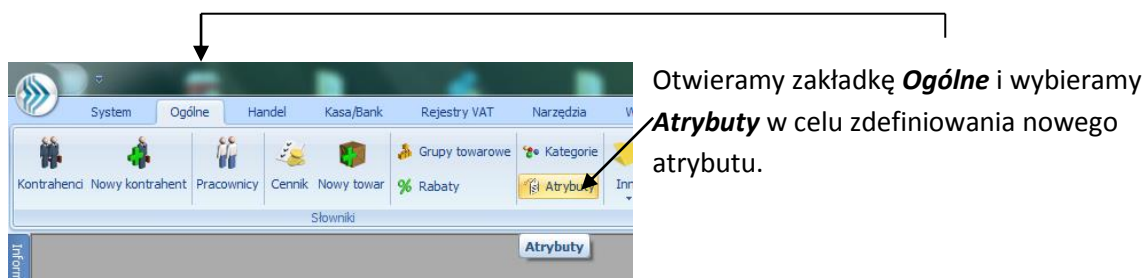 Otwieramy zakładkę Ogólne i wybieramy
Atrybuty w celu zdefiniowania nowego
atrybutu.
System Ogólne Handel Kasa/Bank Rejestry VAT Narzędzia
Kontrahenci Nowy kontrahent Pracownicy Cennik Nowy towar
Grupy towarowe Kategorie
Rabaty Atrybuty
Słowniki
Atrybuty